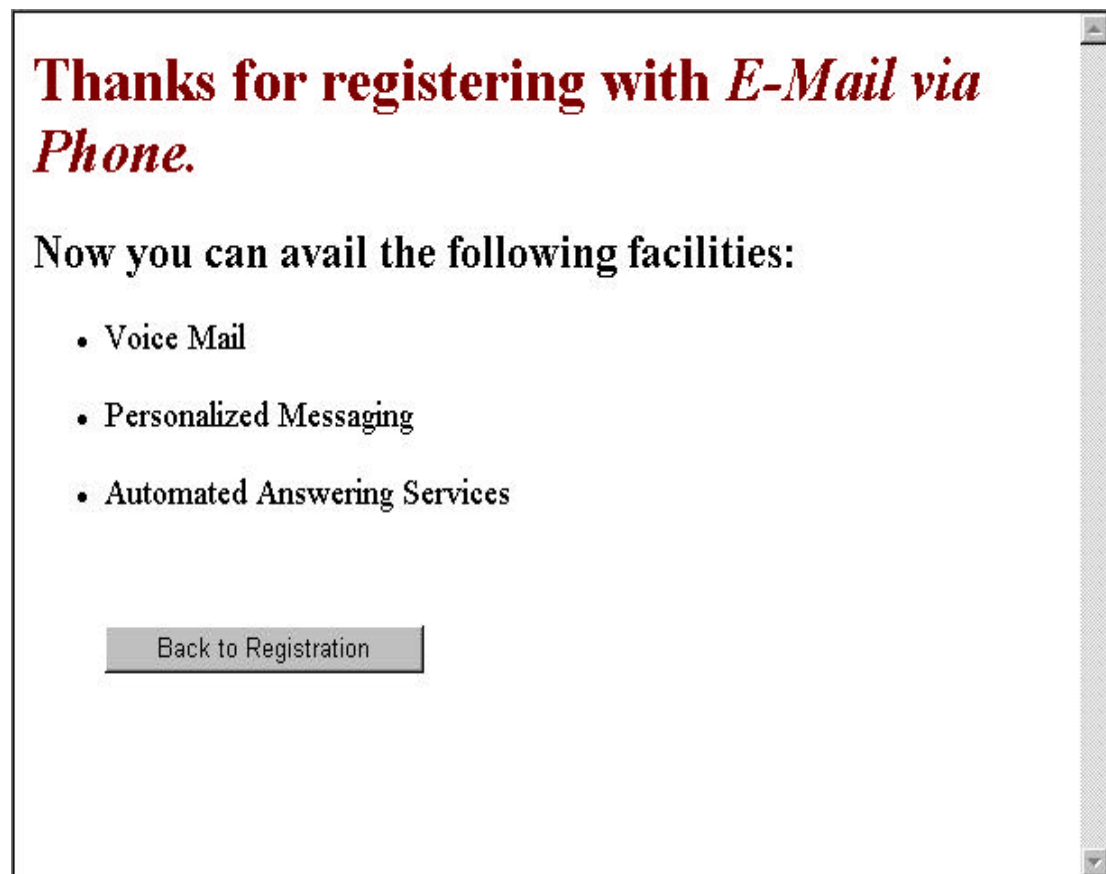 Thanks for registering with E-Mail via
Phone.
Now you can avail the following facilities:
Voice Mail
Personalized Messaging
Automated Answering Services
Back to Registration